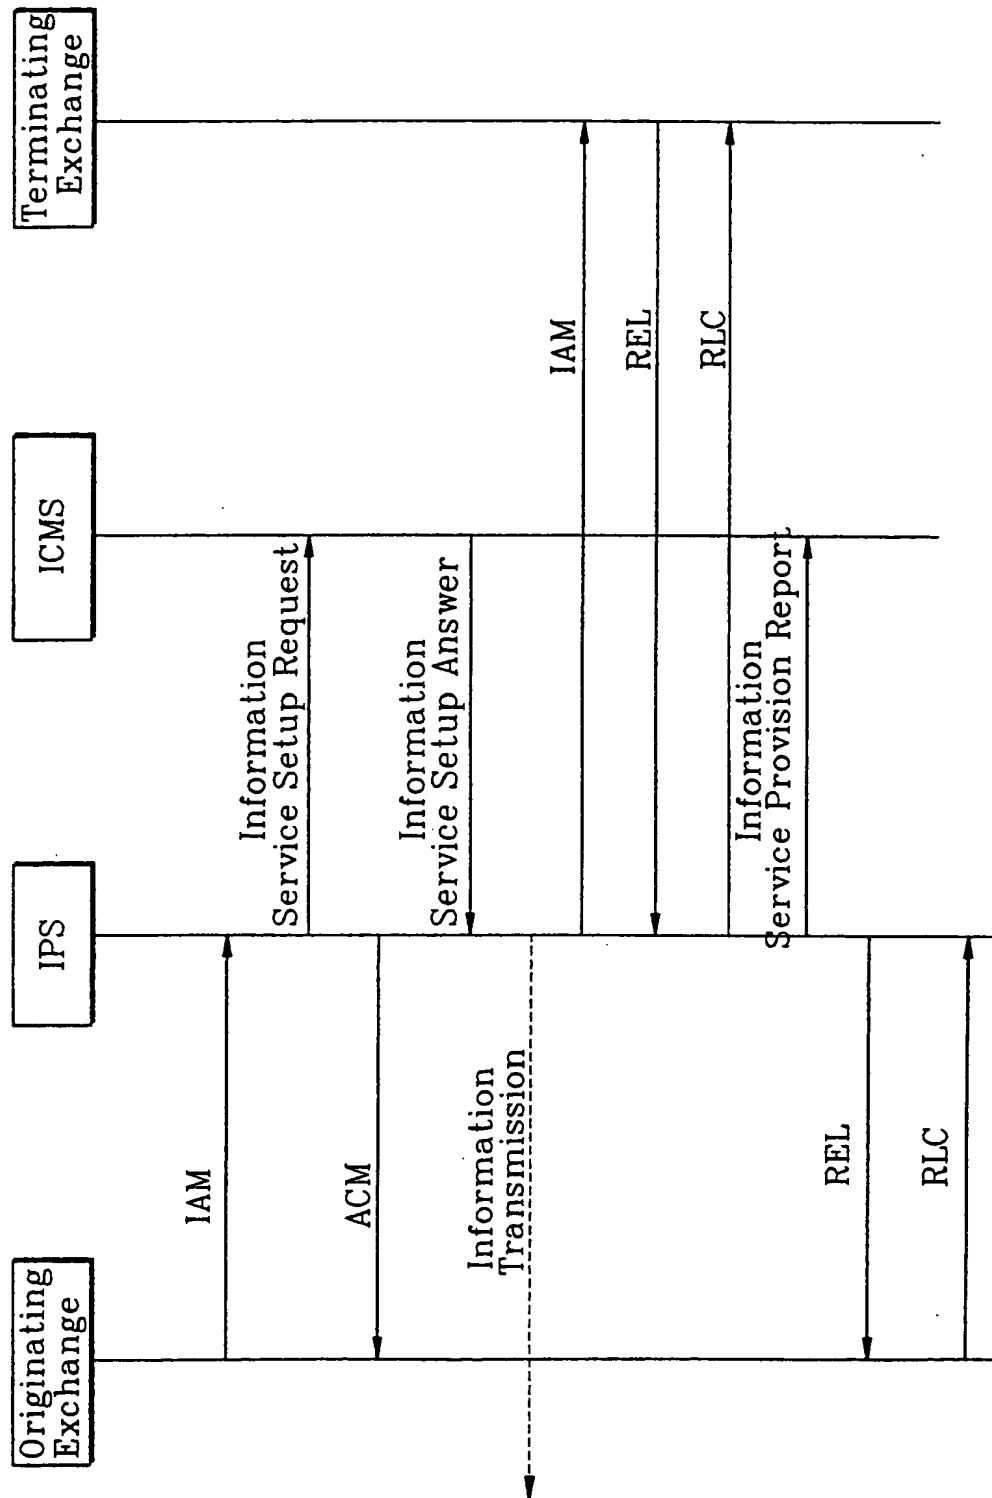 Originating
Exchange
IPS
ICMS
Terminating
Exchange
IAM
Information
Service Setup Request
ACM
Information
Service Setup Answer
Information
Transmission
IAM
REL
RLC
Information
Service Provision Report
REL
RLC